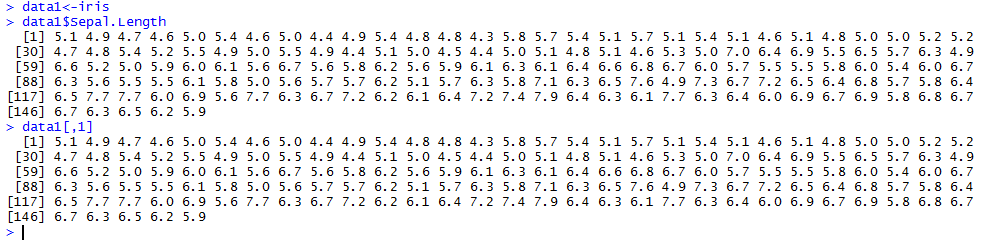 > data1<-iris
> data1$Sepal.Length
[1] 5.1 4.9 4.7 4.6 5.0 5.4 4.6 5.0 4.4 4.9 5.4 4.8 4.8 4.3 5.8 5.7 5.4 5.1 5.7 5.1 5.4 5.1 4.6 5.1 4.8 5.0 5.0 5.2 5.2
[30] 4.7 4.8 5.4 5.2 5.5 4.9 5.0 5.5 4.9 4.4 5.1 5.0 4.5 4.4 5.0 5.1 4.8 5.1 4.6 5.3 5.0 7.0 6.4 6.9 5.5 6.5 5.7 6.3 4.9
[59] 6.6 5.2 5.0 5.9 6.0 6.1 5.6 6.7 5.6 5.8 6.2 5.6 5.9 6.1 6.3 6.1 6.4 6.6 6.8 6.7 6.0 5.7 5.5 5.5 5.8 6.0 5.4 6.0 6.7
[88] 6.3 5.6 5.5 5.5 6.1 5.8 5.0 5.6 5.7 5.7 6.2 5.1 5.7 6.3 5.8 7.1 6.3 6.5 7.6 4.9 7.3 6.7 7.2 6.5 6.4 6.8 5.7 5.8 6.4
[117] 6.5 7.7 7.7 6.0 6.9 5.6 7.7 6.3 6.7 7.2 6.2 6.1 6.4 7.2 7.4 7.9 6.4 6.3 6.1 7.7 6.3 6.4 6.0 6.9 6.7 6.9 5.8 6.8 6.7
[146] 6.7 6.3 6.5 6.2 5.9
> data1[,1]
[1] 5.1 4.9 4.7 4.6 5.0 5.4 4.6 5.0 4.4 4.9 5.4 4.8 4.8 4.3 5.8 5.7 5.4 5.1 5.7 5.1 5.4 5.1 4.6 5.1 4.8 5.0 5.0 5.2 5.2
[30] 4.7 4.8 5.4 5.2 5.5 4.9 5.0 5.5 4.9 4.4 5.1 5.0 4.5 4.4 5.0 5.1 4.8 5.1 4.6 5.3 5.0 7.0 6.4 6.9 5.5 6.5 5.7 6.3 4.9
[59] 6.6 5.2 5.0 5.9 6.0 6.1 5.6 6.7 5.6 5.8 6.2 5.6 5.9 6.1 6.3 6.1 6.4 6.6 6.8 6.7 6.0 5.7 5.5 5.5 5.8 6.0 5.4 6.0 6.7
[88] 6.3 5.6 5.5 5.5 6.1 5.8 5.0 5.6 5.7 5.7 6.2 5.1 5.7 6.3 5.8 7.1 6.3 6.5 7.6 4.9 7.3 6.7 7.2 6.5 6.4 6.8 5.7 5.8 6.4
[117] 6.5 7.7 7.7 6.0 6.9 5.6 7.7 6.3 6.7 7.2 6.2 6.1 6.4 7.2 7.4 7.9 6.4 6.3 6.1 7.7 6.3 6.4 6.0 6.9 6.7 6.9 5.8 6.8 6.7
[146] 6.7 6.3 6.5 6.2 5.9
>